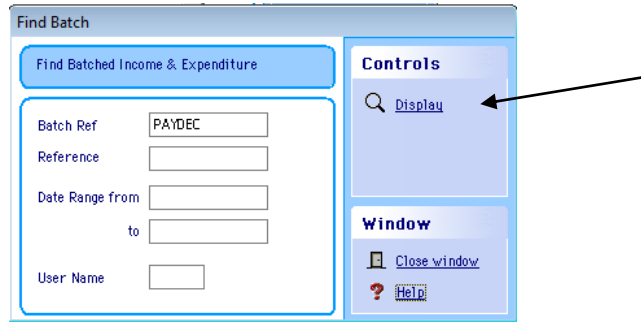 Find Batch
Find Batched Income & Expenditure
Batch Ref PAYDEC
Reference
Date Range from
to
User Name
Controls
Display
Window
Close window
Help